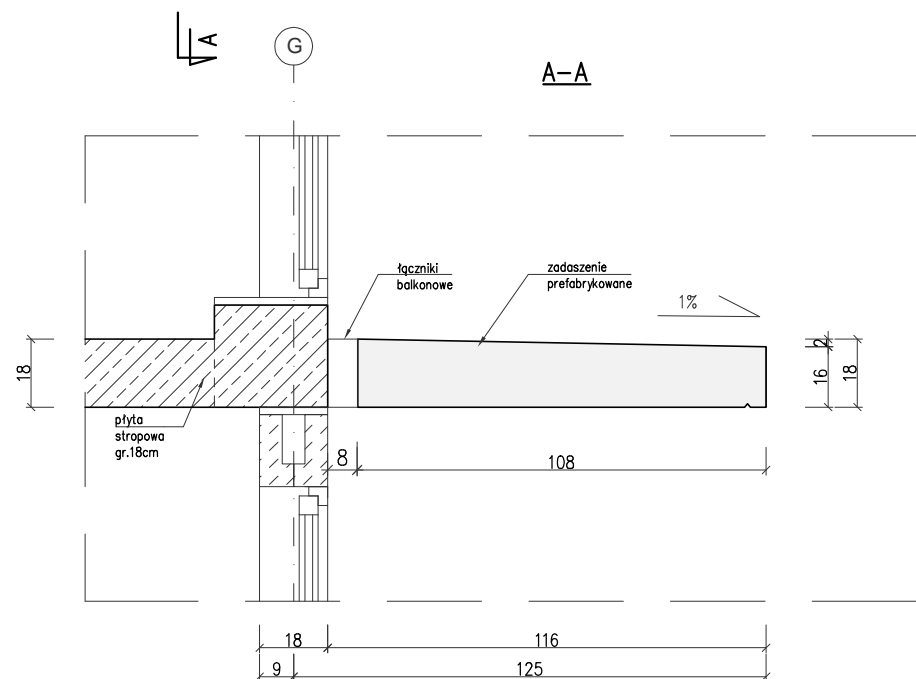 A
G
A-A
łączniki
balkonowe
zadaszenie
prefabrykowane
1%
18
2
16
18
płyta
stropowa
gr.18cm
8
108
18
116
9
125